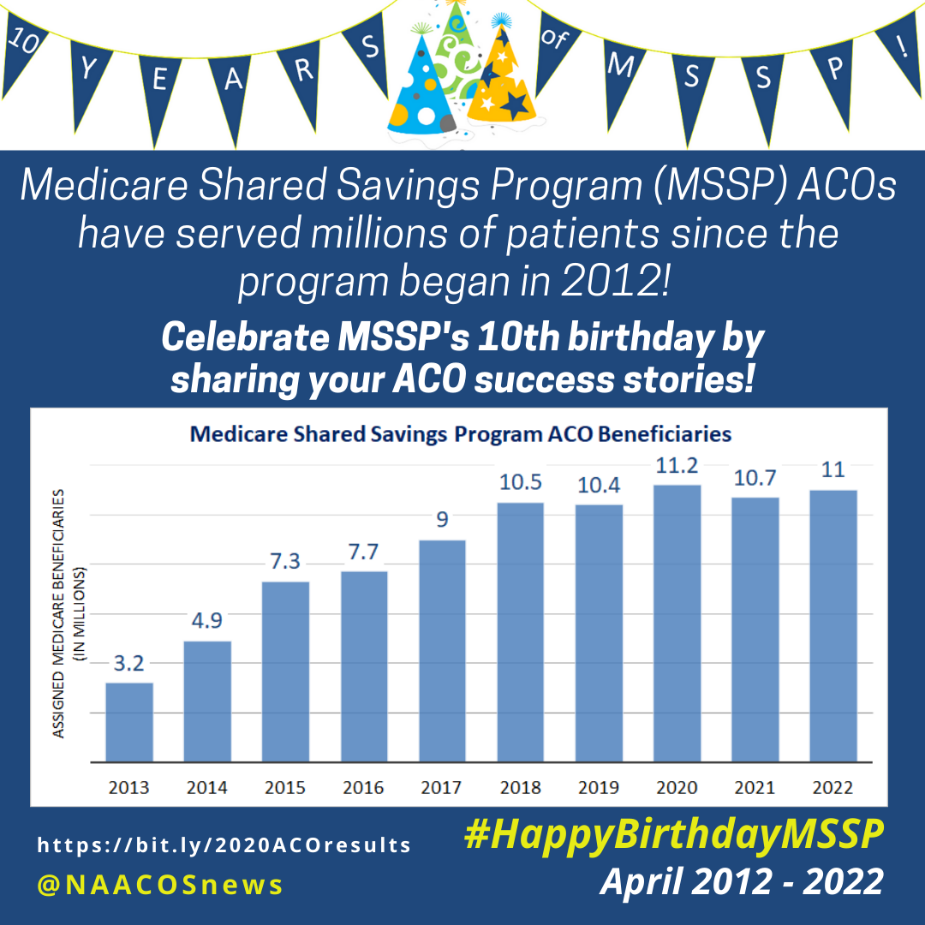 10 YEARS of MSSP!
Medicare Shared Savings Program (MSSP) ACOs
have served millions of patients since the
program began in 2012!
Celebrate MSSP's 10th birthday by
sharing your ACO success stories!
Medicare Shared Savings Program ACO Beneficiaries
ASSIGNED MEDICARE BENEFICIARIES
(IN MILLIONS)
3.2 4.9 7.3 7.7 9 10.5 10.4 11.2 10.7 11
2013 2014 2015 2016 2017 2018 2019 2020 2021 2022
https://bit.ly/2020ACOresults
@NAACOSnews
#HappyBirthdayMSSP
April 2012 - 2022